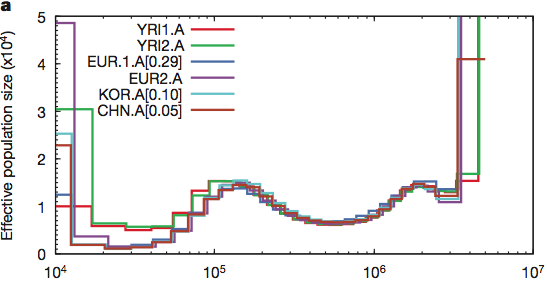 a
Effective population size (x10⁴)
5
4
3
2
1
0
YRI1.A
YRI2.A
EUR.1.A[0.29]
EUR2.A
KOR.A[0.10]
CHN.A[0.05]
10⁴ 10⁵ 10⁶ 10⁷